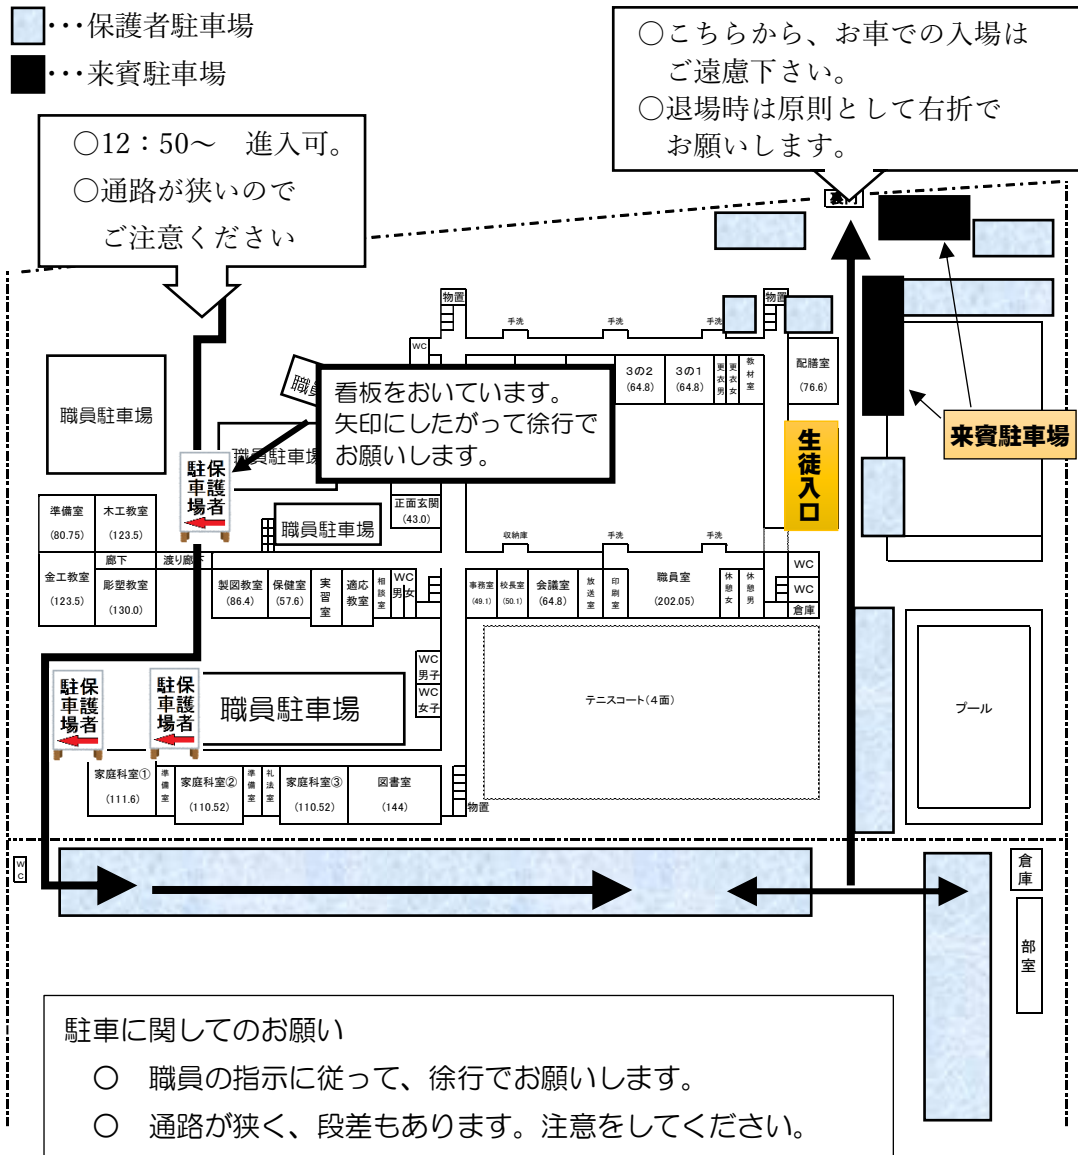 ･･･保護者駐車場
･･･来賓駐車場
○こちらから、お車での入場は
ご遠慮下さい。
○退場時は原則として右折で
お願いします。
○12：50～　進入可。
○通路が狭いので
ご注意ください
物置
手洗
手洗
手洗
物置
WC
3の2
(64.8)
3の1
(64.8)
更衣男
更衣女
教材室
配膳室
(76.6)
職員駐車場
職員駐車場
看板をおいています。
矢印にしたがって徐行で
お願いします。
来賓駐車場
生徒入口
保護者
駐車場
準備室
(80.75)
木工教室
(123.5)
正面玄関
(43.0)
職員駐車場
収納庫
手洗
手洗
廊下
渡り廊下
金工教室
(123.5)
彫塑教室
(130.0)
製図教室
(86.4)
保健室
(57.6)
実習室
適応
教室
相談室
WC
男女
事務室
(49.1)
校長室
(50.1)
会議室
(64.8)
放送室
印刷室
職員室
(202.05)
休憩女
休憩男
WC
WC
倉庫
保護者
駐車場
保護者
駐車場
職員駐車場
WC
男子
WC
女子
テニスコート(4面)
プール
家庭科室①
(111.6)
準備室
家庭科室②
(110.52)
準備室
礼法室
家庭科室③
(110.52)
図書室
(144)
物置
WC
倉庫
部室
駐車に関してのお願い
○　職員の指示に従って、徐行でお願いします。
○　通路が狭く、段差もあります。注意をしてください。